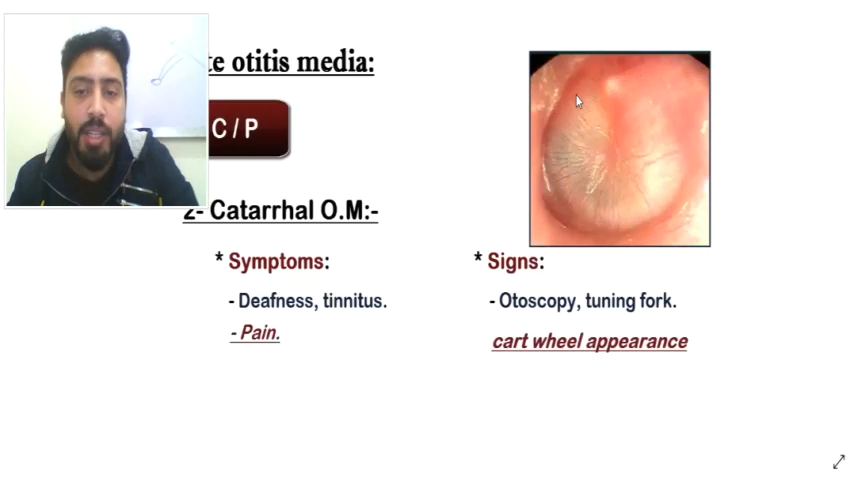 te otitis media:
C / P
2- Catarrhal O.M:-
* Symptoms:
- Deafness, tinnitus.
- Pain.
* Signs:
- Otoscopy, tuning fork.
cart wheel appearance